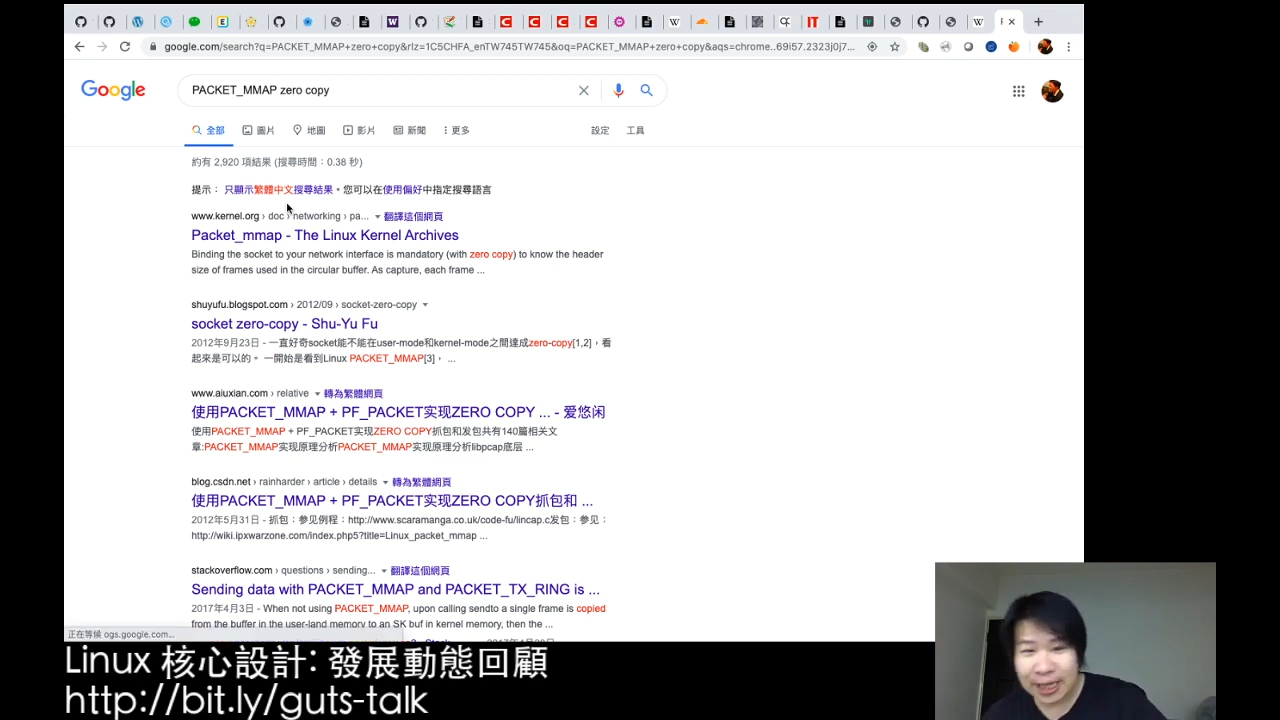 google.com/search?q=PACKET_MMAP+zero+copy&rlz=1C5CHFA_enTW745TW745&oq=PACKET_MMAP+zero+copy&aqs=chrome..69i57.2323j0j7...
Google
PACKET_MMAP zero copy
全部 圖片 地圖 影片 新聞 更多 設定 工具
約有 2,920 項結果 (搜尋時間：0.38 秒)
提示： 只顯示繁體中文搜尋結果。您可以在使用偏好中指定搜尋語言
www.kernel.org › doc › networking › pa... 翻譯這個網頁
Packet_mmap - The Linux Kernel Archives
Binding the socket to your network interface is mandatory (with zero copy) to know the header
size of frames used in the circular buffer. As capture, each frame ...
shuyufu.blogspot.com › 2012/09 › socket-zero-copy
socket zero-copy - Shu-Yu Fu
2012年9月23日 - 一直好奇socket能不能在user-mode和kernel-mode之間達成zero-copy[1,2]，看
起來是可以的。 一開始是看到Linux PACKET_MMAP[3]， ...
www.aiuxian.com › relative 轉為繁體網頁
使用PACKET_MMAP + PF_PACKET实现ZERO COPY ... - 爱悠闲
使用PACKET_MMAP + PF_PACKET实现ZERO COPY抓包和发包共有140篇相关文
章:PACKET_MMAP实现原理分析PACKET_MMAP实现原理分析libpcap底层 ...
blog.csdn.net › rainharder › article › details 轉為繁體網頁
使用PACKET_MMAP + PF_PACKET实现ZERO COPY抓包和 ...
2012年5月31日 - 抓包：参见例程：http://www.scaramanga.co.uk/code-fu/lincap.c发包：参见：
http://wiki.ipxwarzone.com/index.php5?title=Linux_packet_mmap ...
stackoverflow.com › questions › sending... 翻譯這個網頁
Sending data with PACKET_MMAP and PACKET_TX_RING is ...
2017年4月3日 - When not using PACKET_MMAP, upon calling sendto a single frame is copied
from the buffer in the user-land memory to an SK buf in kernel memory, then the ...
正在等候 ogs.google.com...
Linux 核心設計: 發展動態回顧
http://bit.ly/guts-talk